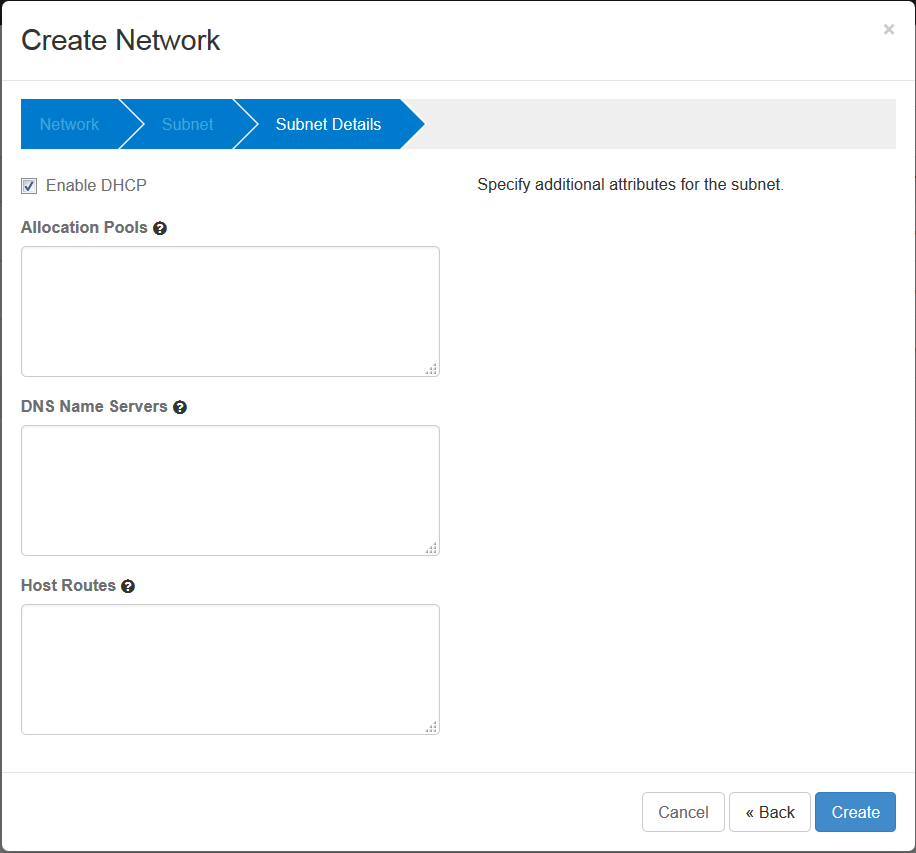 Create Network
×
Network
Subnet
Subnet Details
Enable DHCP
Specify additional attributes for the subnet.
Allocation Pools ?
DNS Name Servers ?
Host Routes ?
Cancel
« Back
Create